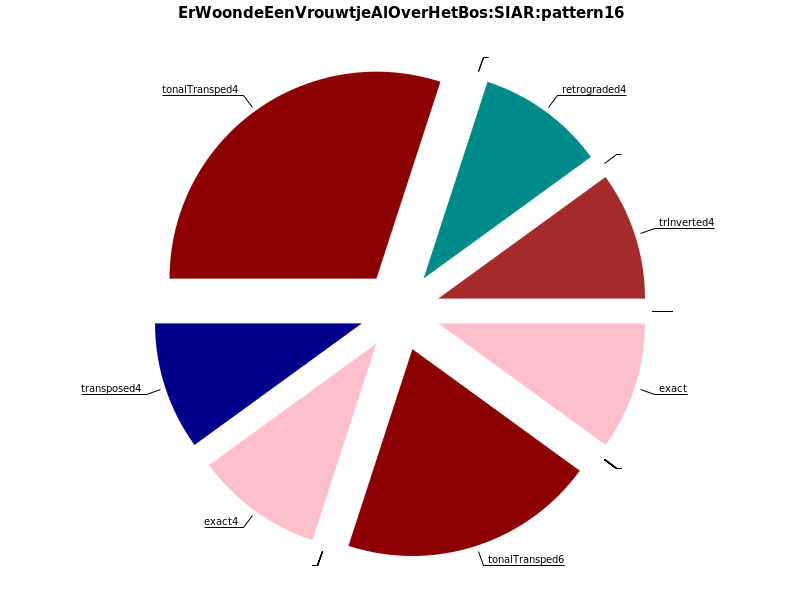 ErWoondeEenVrouwtjeAlOverHetBos:SIAR:pattern16
tonalTransped4
retrograded4
trInverted4
transposed4
exact
exact4
tonalTransped6